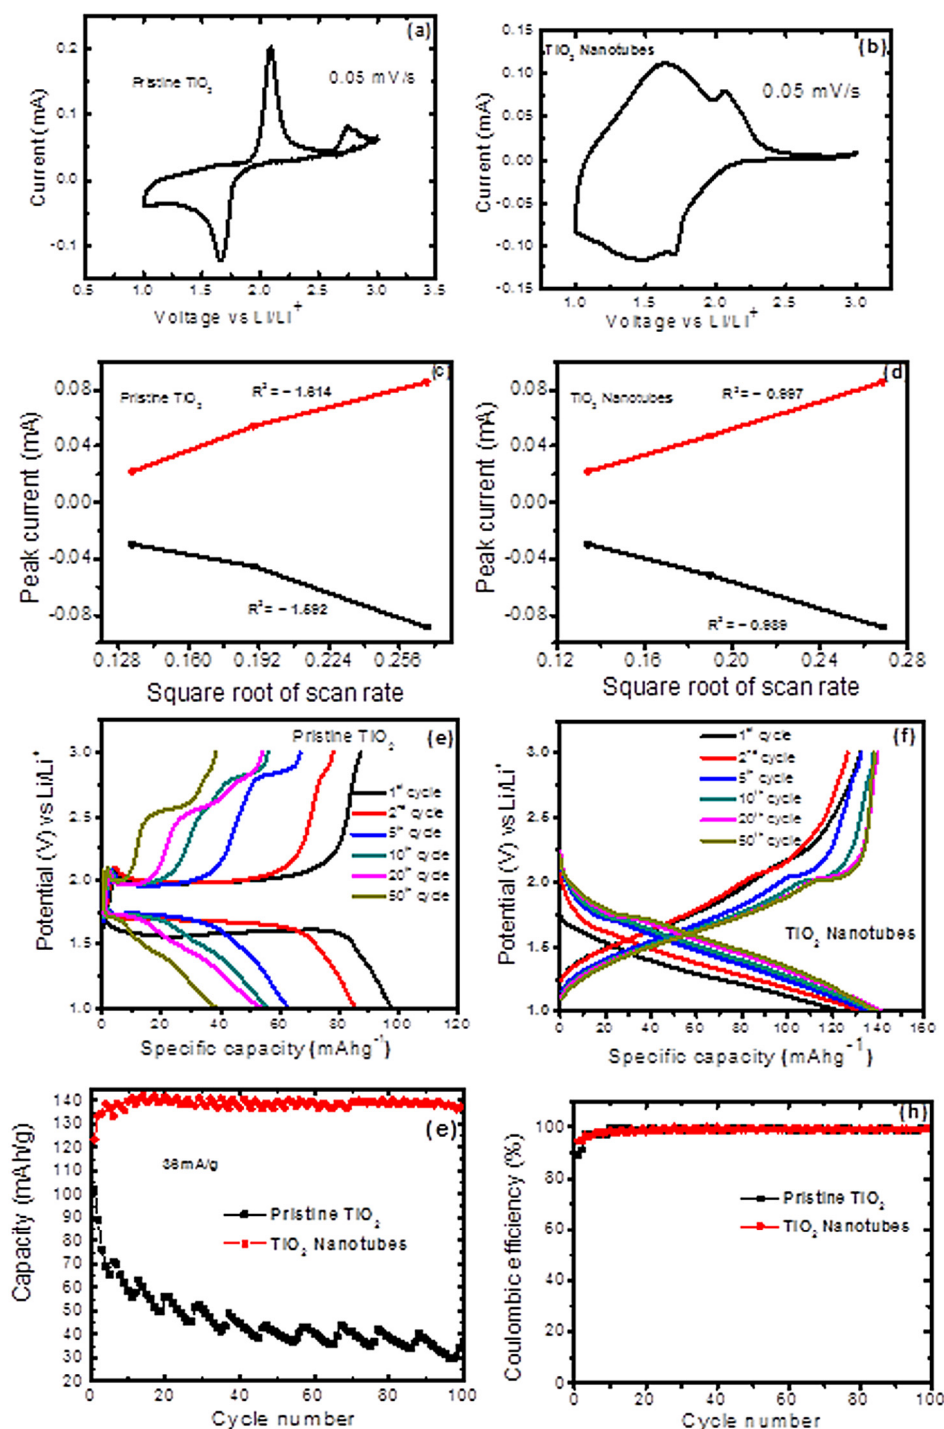 (a)
Pristine TiO2
0.05 mV/s
0.2
0.1
0.0
-0.1
Current (mA)
0.5 1.0 1.5 2.0 2.5 3.0 3.5
Voltage vs Li/Li+
(b)
TiO2 Nanotubes
0.05 mV/s
0.15
0.10
0.05
0.00
-0.05
-0.10
-0.15
Current (mA)
1.0 1.5 2.0 2.5 3.0
Voltage vs Li/Li+
(c)
Pristine TiO2
R2 = – 1.614
R2 = – 1.592
0.08
0.04
0.00
-0.04
-0.08
Peak current (mA)
0.128 0.160 0.192 0.224 0.256
Square root of scan rate
(d)
TiO2 Nanotubes
R2 = – 0.997
R2 = – 0.989
0.08
0.04
0.00
-0.04
-0.08
Peak current (mA)
0.12 0.16 0.20 0.24 0.28
Square root of scan rate
(e)
Pristine TiO2
1st cycle
2nd cycle
5th cycle
10th cycle
20th cycle
50th cycle
3.0
2.5
2.0
1.5
1.0
Potential (V) vs Li/Li+
0 20 40 60 80 100 120
Specific capacity (mAhg-1)
(f)
1st cycle
2nd cycle
5th cycle
10th cycle
20th cycle
50th cycle
TiO2 Nanotubes
3.0
2.5
2.0
1.5
1.0
Potential (V) vs Li/Li+
0 20 40 60 80 100 120 140 160
Specific capacity (mAhg-1)
(e)
36mA/g
Pristine TiO2
TiO2 Nanotubes
140
130
120
110
100
90
80
70
60
50
40
30
20
Capacity (mAh/g)
0 20 40 60 80 100
Cycle number
(h)
Pristine TiO2
TiO2 Nanotubes
100
80
60
40
20
0
Coulombic efficiency (%)
0 20 40 60 80 100
Cycle number